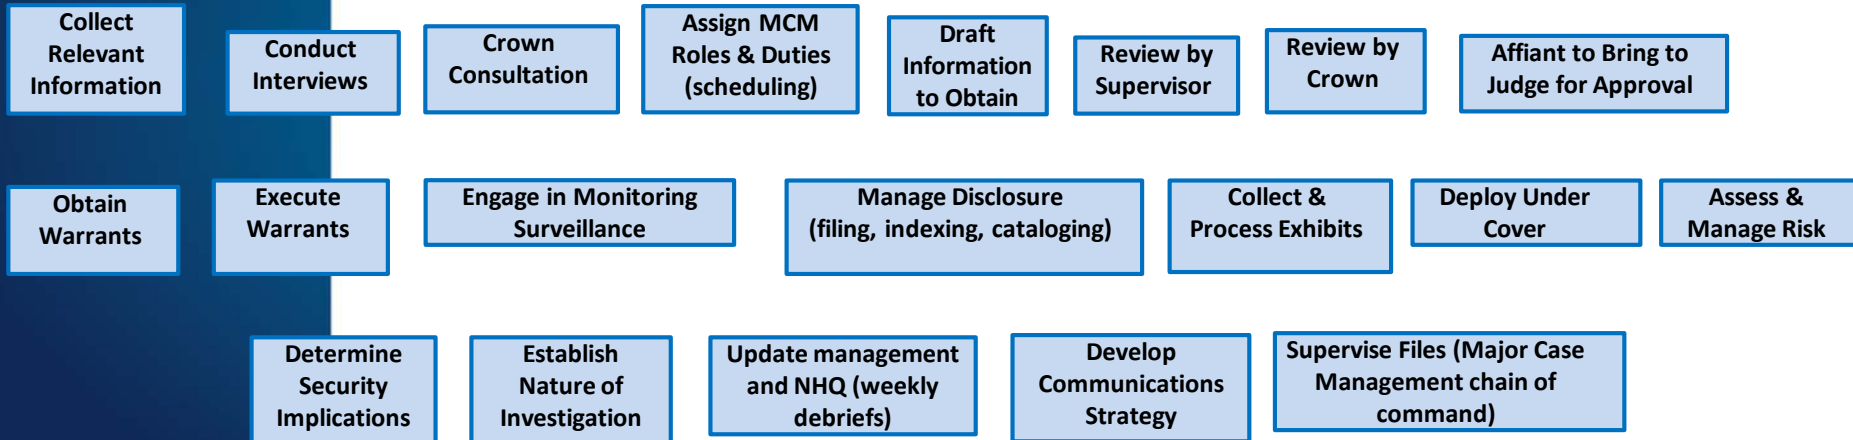 Collect
Relevant
Information
Conduct
Interviews
Crown
Consultation
Assign MCM
Roles & Duties
(scheduling)
Draft
Information
to Obtain
Review by
Supervisor
Review by
Crown
Affiant to Bring to
Judge for Approval
Obtain
Warrants
Execute
Warrants
Engage in Monitoring
Surveillance
Manage Disclosure
(filing, indexing, cataloging)
Collect &
Process Exhibits
Deploy Under
Cover
Assess &
Manage Risk
Determine
Security
Implications
Establish
Nature of
Investigation
Update management
and NHQ (weekly
debriefs)
Develop
Communications
Strategy
Supervise Files (Major Case
Management chain of
command)